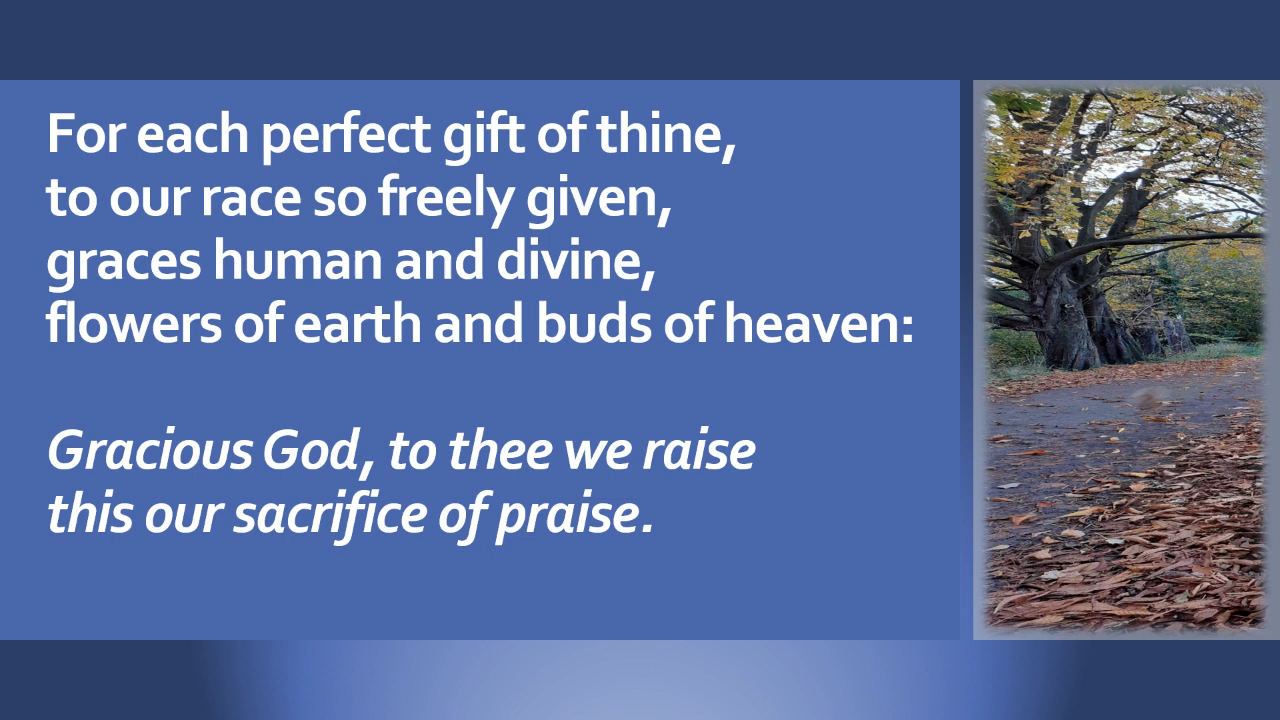 For each perfect gift of thine,
to our race so freely given,
graces human and divine,
flowers of earth and buds of heaven:
Gracious God, to thee we raise
this our sacrifice of praise.